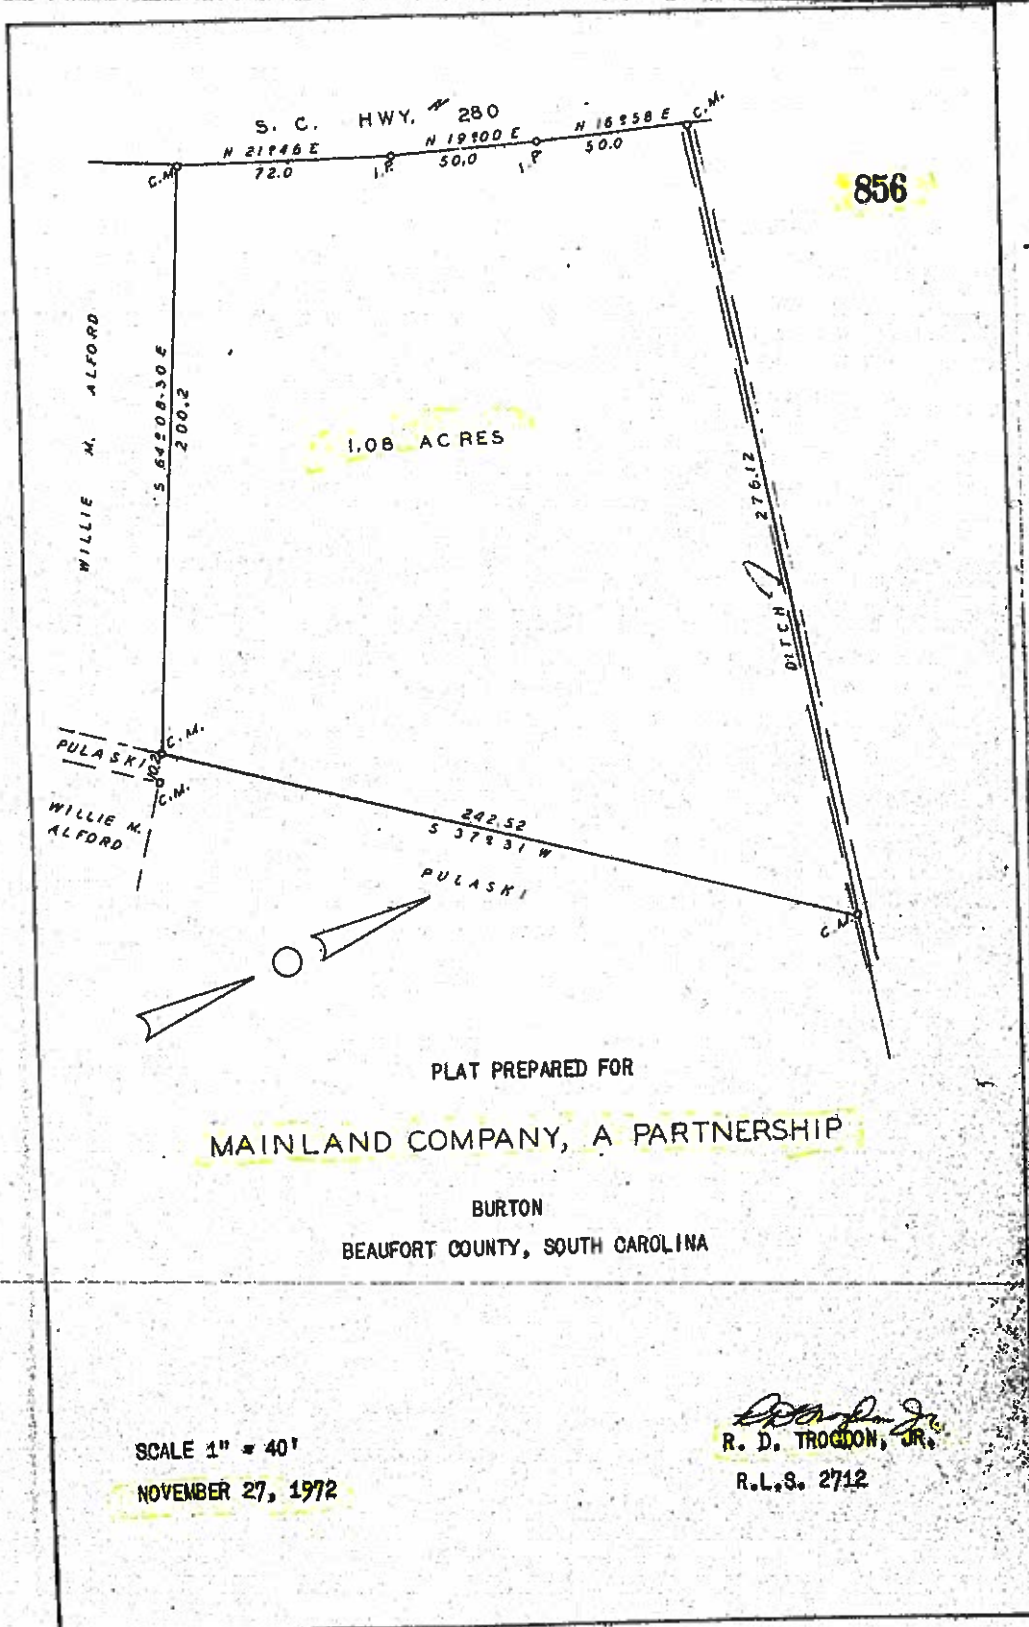 S. C. HWY. # 280
N 21°46 E
72.0
N 19°00 E
50.0
N 16°58 E
50.0
C.M.
I.P.
I.P.
C.M.
856
WILLIE M. ALFORD
S 64°08-30 E
200.2
1.08 ACRES
276.12
DITCH
C.M.
PULASKI
10.2
C.M.
WILLIE M.
ALFORD
242.52
S 37°31 W
PULASKI
C.M.
PLAT PREPARED FOR
MAINLAND COMPANY, A PARTNERSHIP
BURTON
BEAUFORT COUNTY, SOUTH CAROLINA
SCALE 1" = 40'
NOVEMBER 27, 1972
R. D. TROGDON, JR.
R.L.S. 2712